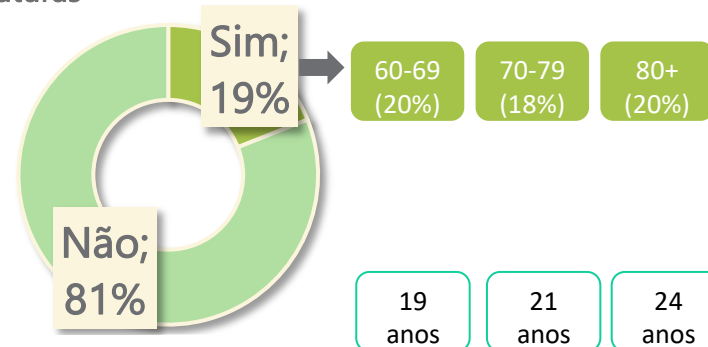 Sim;
19%
60-69
(20%)
70-79
(18%)
80+
(20%)
Não;
81%
19
anos
21
anos
24
anos